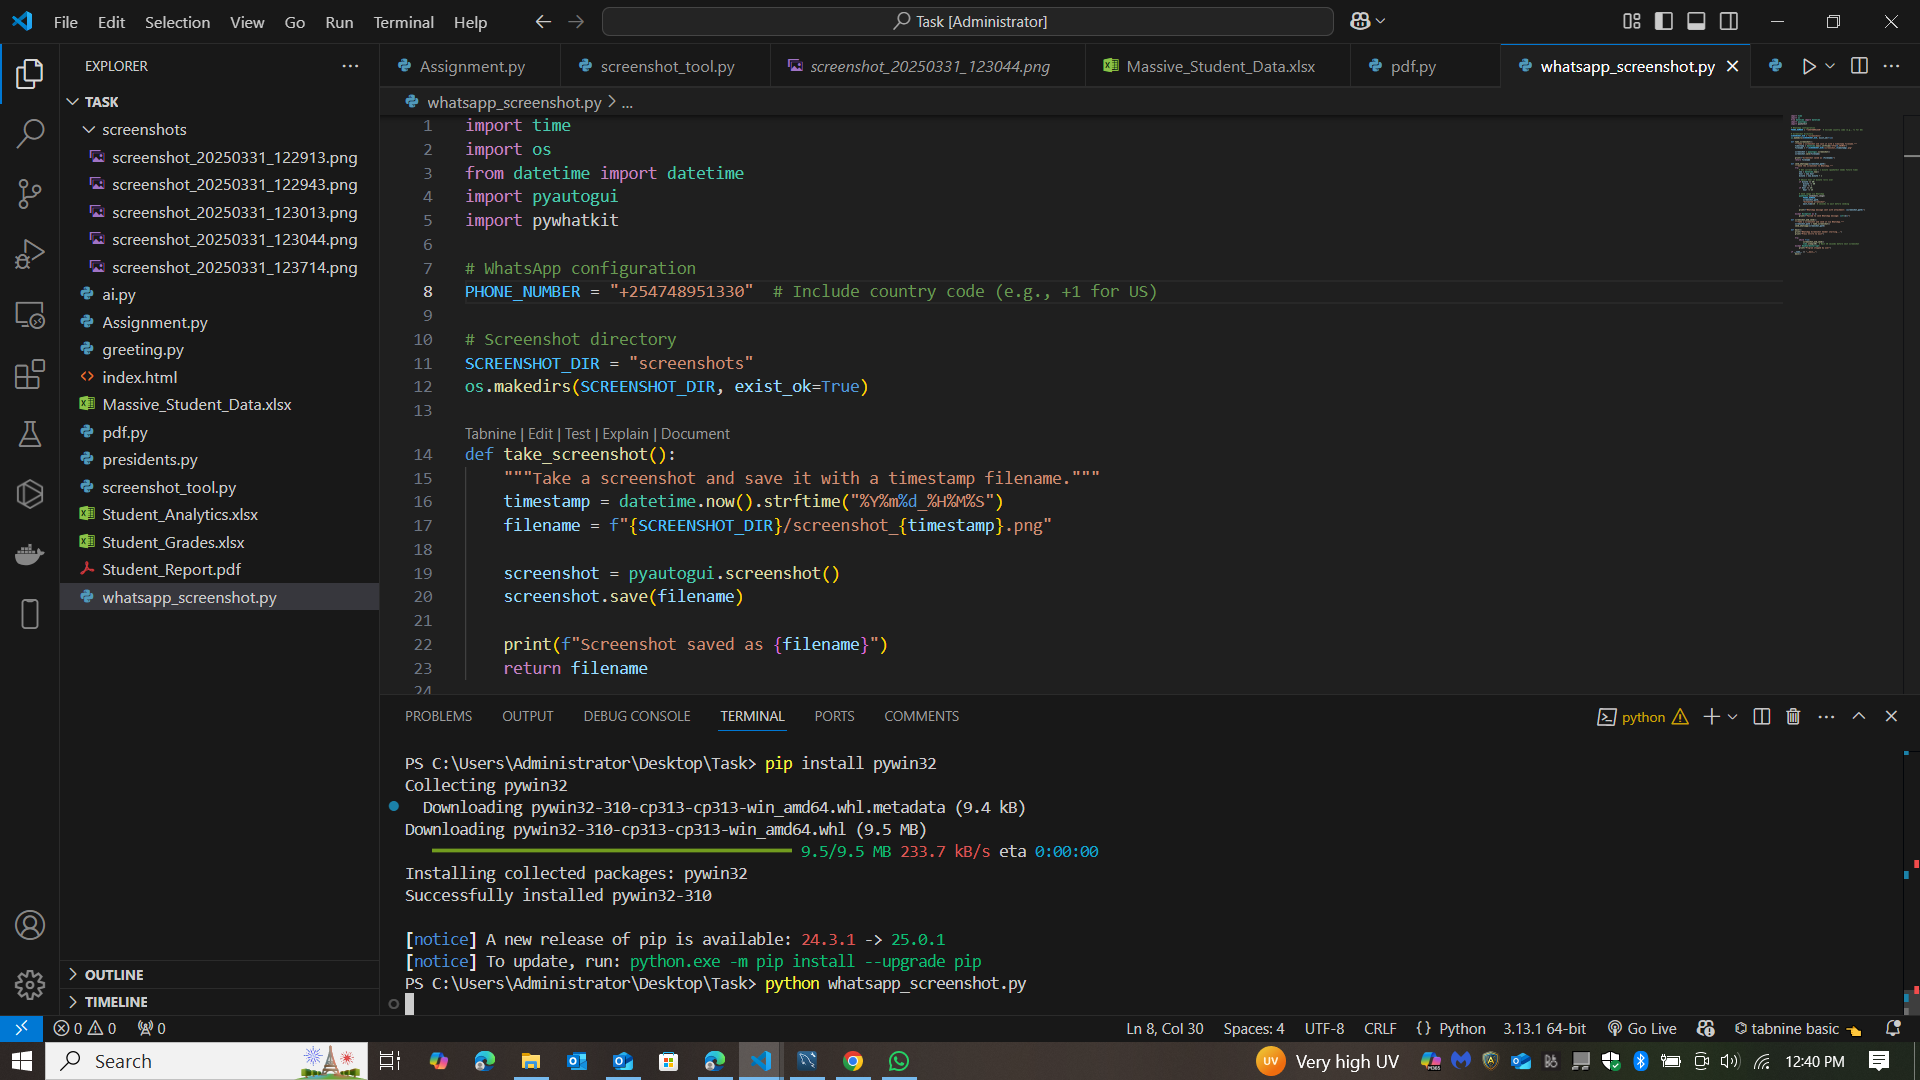 File Edit Selection View Go Run Terminal Help
Task [Administrator]
EXPLORER
TASK
screenshots
screenshot_20250331_122913.png
screenshot_20250331_122943.png
screenshot_20250331_123013.png
screenshot_20250331_123044.png
screenshot_20250331_123714.png
ai.py
Assignment.py
greeting.py
index.html
Massive_Student_Data.xlsx
pdf.py
presidents.py
screenshot_tool.py
Student_Analytics.xlsx
Student_Grades.xlsx
Student_Report.pdf
whatsapp_screenshot.py
OUTLINE
TIMELINE
Assignment.py screenshot_tool.py screenshot_20250331_123044.png Massive_Student_Data.xlsx pdf.py whatsapp_screenshot.py
whatsapp_screenshot.py > ...
1 import time
2 import os
3 from datetime import datetime
4 import pyautogui
5 import pywhatkit
6
7 # WhatsApp configuration
8 PHONE_NUMBER = "+254748951330"  # Include country code (e.g., +1 for US)
9
10 # Screenshot directory
11 SCREENSHOT_DIR = "screenshots"
12 os.makedirs(SCREENSHOT_DIR, exist_ok=True)
13
Tabnine | Edit | Test | Explain | Document
14 def take_screenshot():
15     """Take a screenshot and save it with a timestamp filename."""
16     timestamp = datetime.now().strftime("%Y%m%d_%H%M%S")
17     filename = f"{SCREENSHOT_DIR}/screenshot_{timestamp}.png"
18
19     screenshot = pyautogui.screenshot()
20     screenshot.save(filename)
21
22     print(f"Screenshot saved as {filename}")
23     return filename
24
PROBLEMS OUTPUT DEBUG CONSOLE TERMINAL PORTS COMMENTS
python
PS C:\Users\Administrator\Desktop\Task> pip install pywin32
Collecting pywin32
Downloading pywin32-310-cp313-cp313-win_amd64.whl.metadata (9.4 kB)
Downloading pywin32-310-cp313-cp313-win_amd64.whl (9.5 MB)
9.5/9.5 MB 233.7 kB/s eta 0:00:00
Installing collected packages: pywin32
Successfully installed pywin32-310
[notice] A new release of pip is available: 24.3.1 -> 25.0.1
[notice] To update, run: python.exe -m pip install --upgrade pip
PS C:\Users\Administrator\Desktop\Task> python whatsapp_screenshot.py
0 0 0
Ln 8, Col 30 Spaces: 4 UTF-8 CRLF {} Python 3.13.1 64-bit Go Live tabnine basic
Search
UV Very high UV
12:40 PM